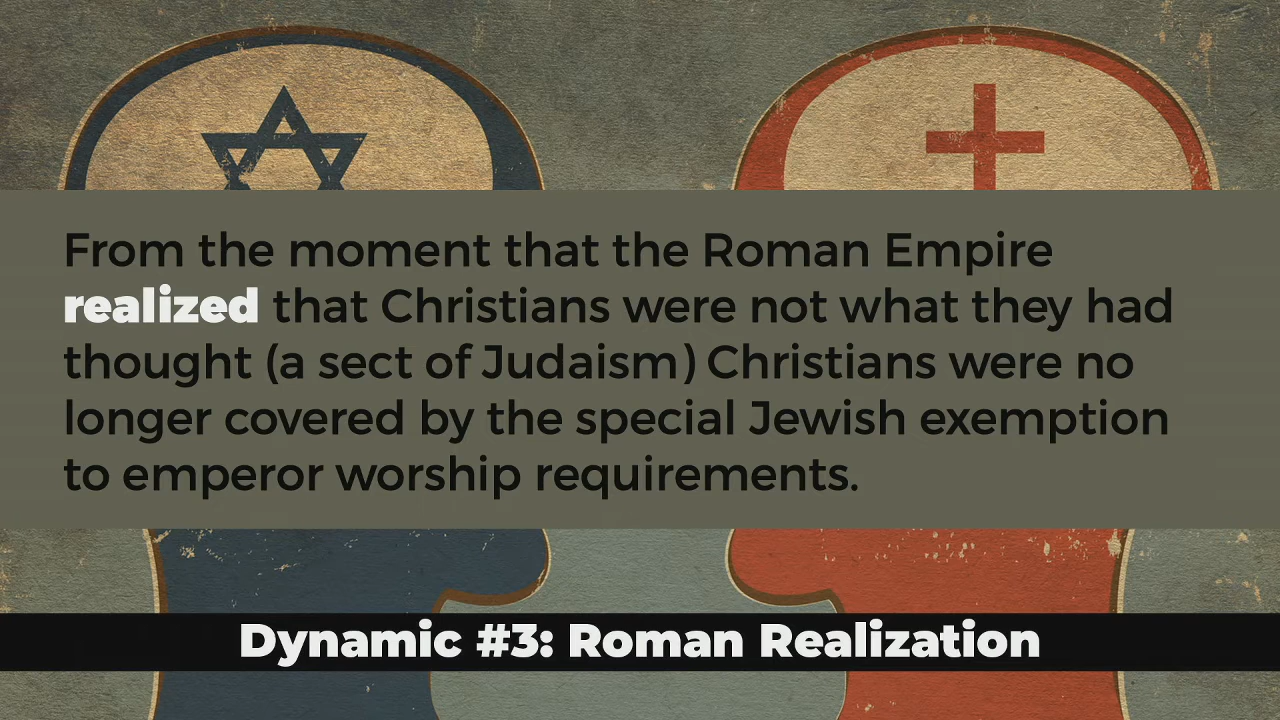 From the moment that the Roman Empire
realized that Christians were not what they had
thought (a sect of Judaism) Christians were no
longer covered by the special Jewish exemption
to emperor worship requirements.
Dynamic #3: Roman Realization